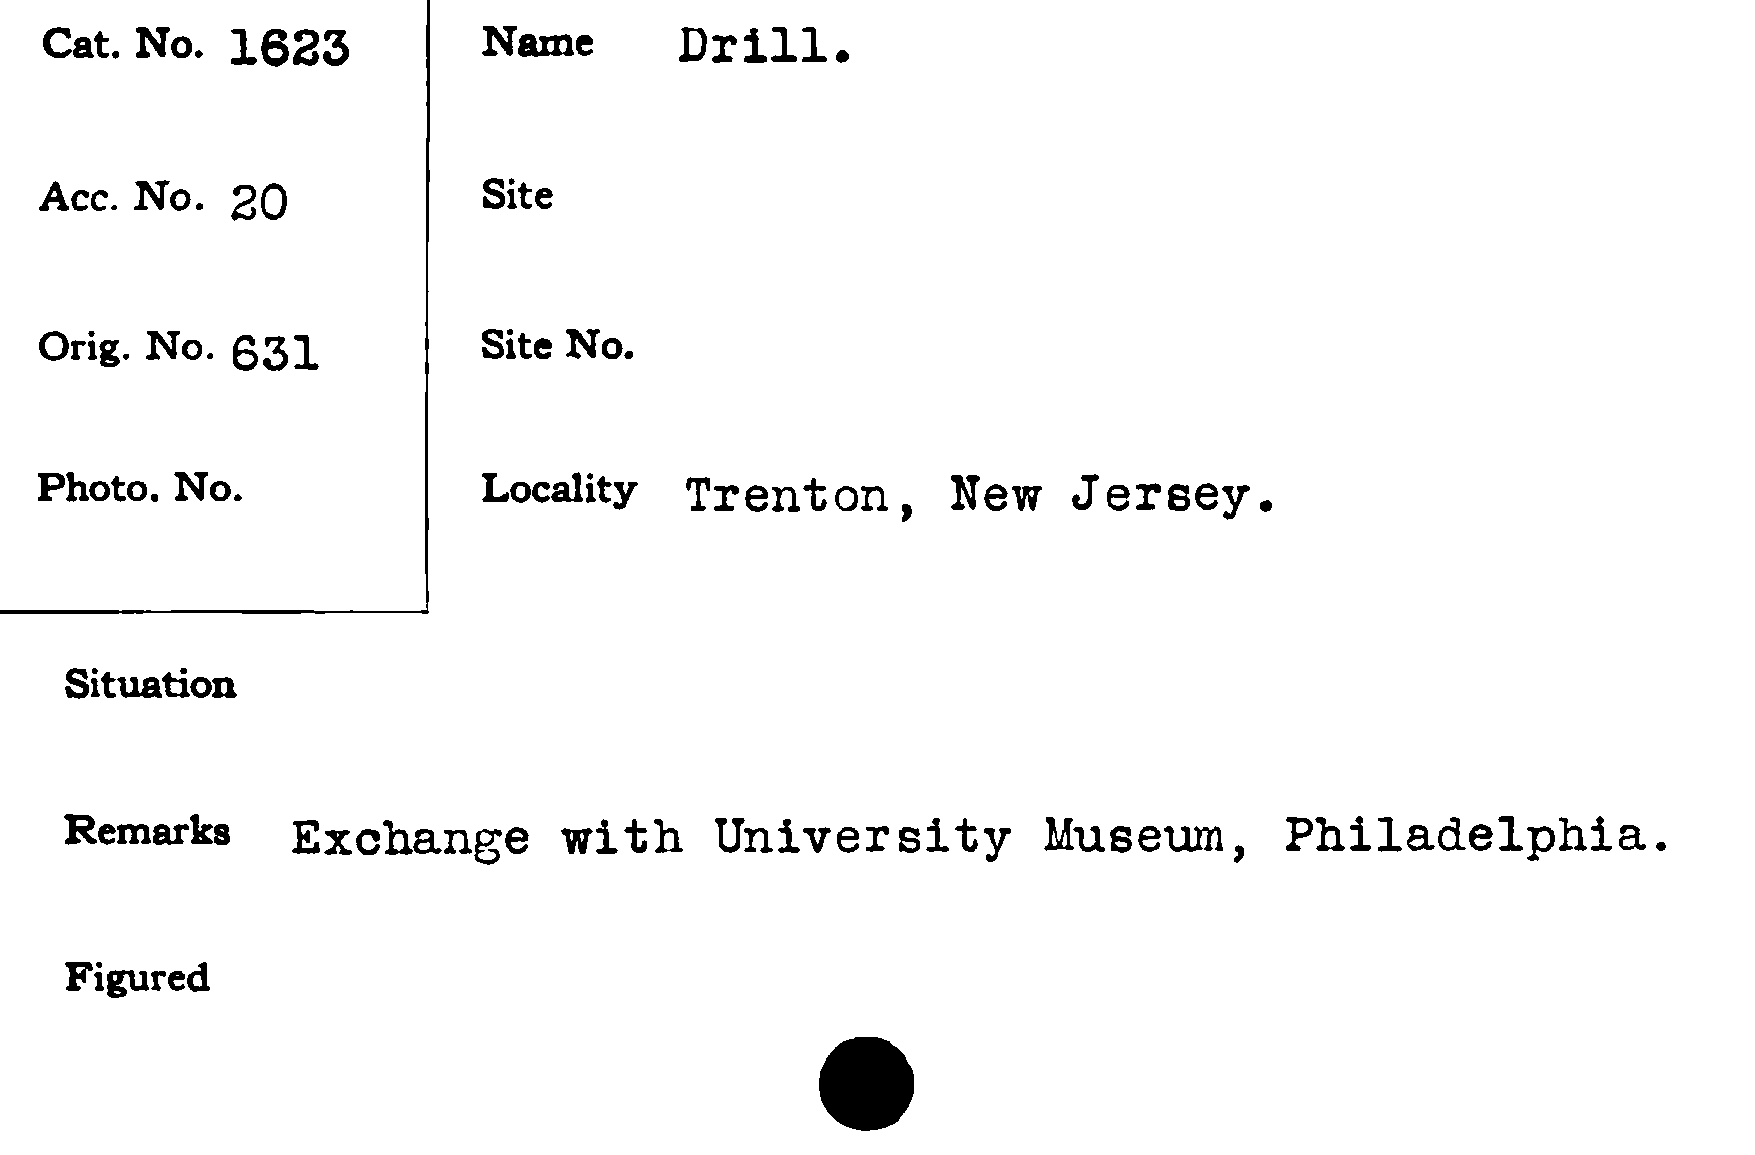 Cat. No. 1623
Name Drill.
Acc. No. 20
Site
Orig. No. 631
Site No.
Photo. No.
Locality Trenton, New Jersey.
Situation
Remarks Exchange with University Museum, Philadelphia.
Figured